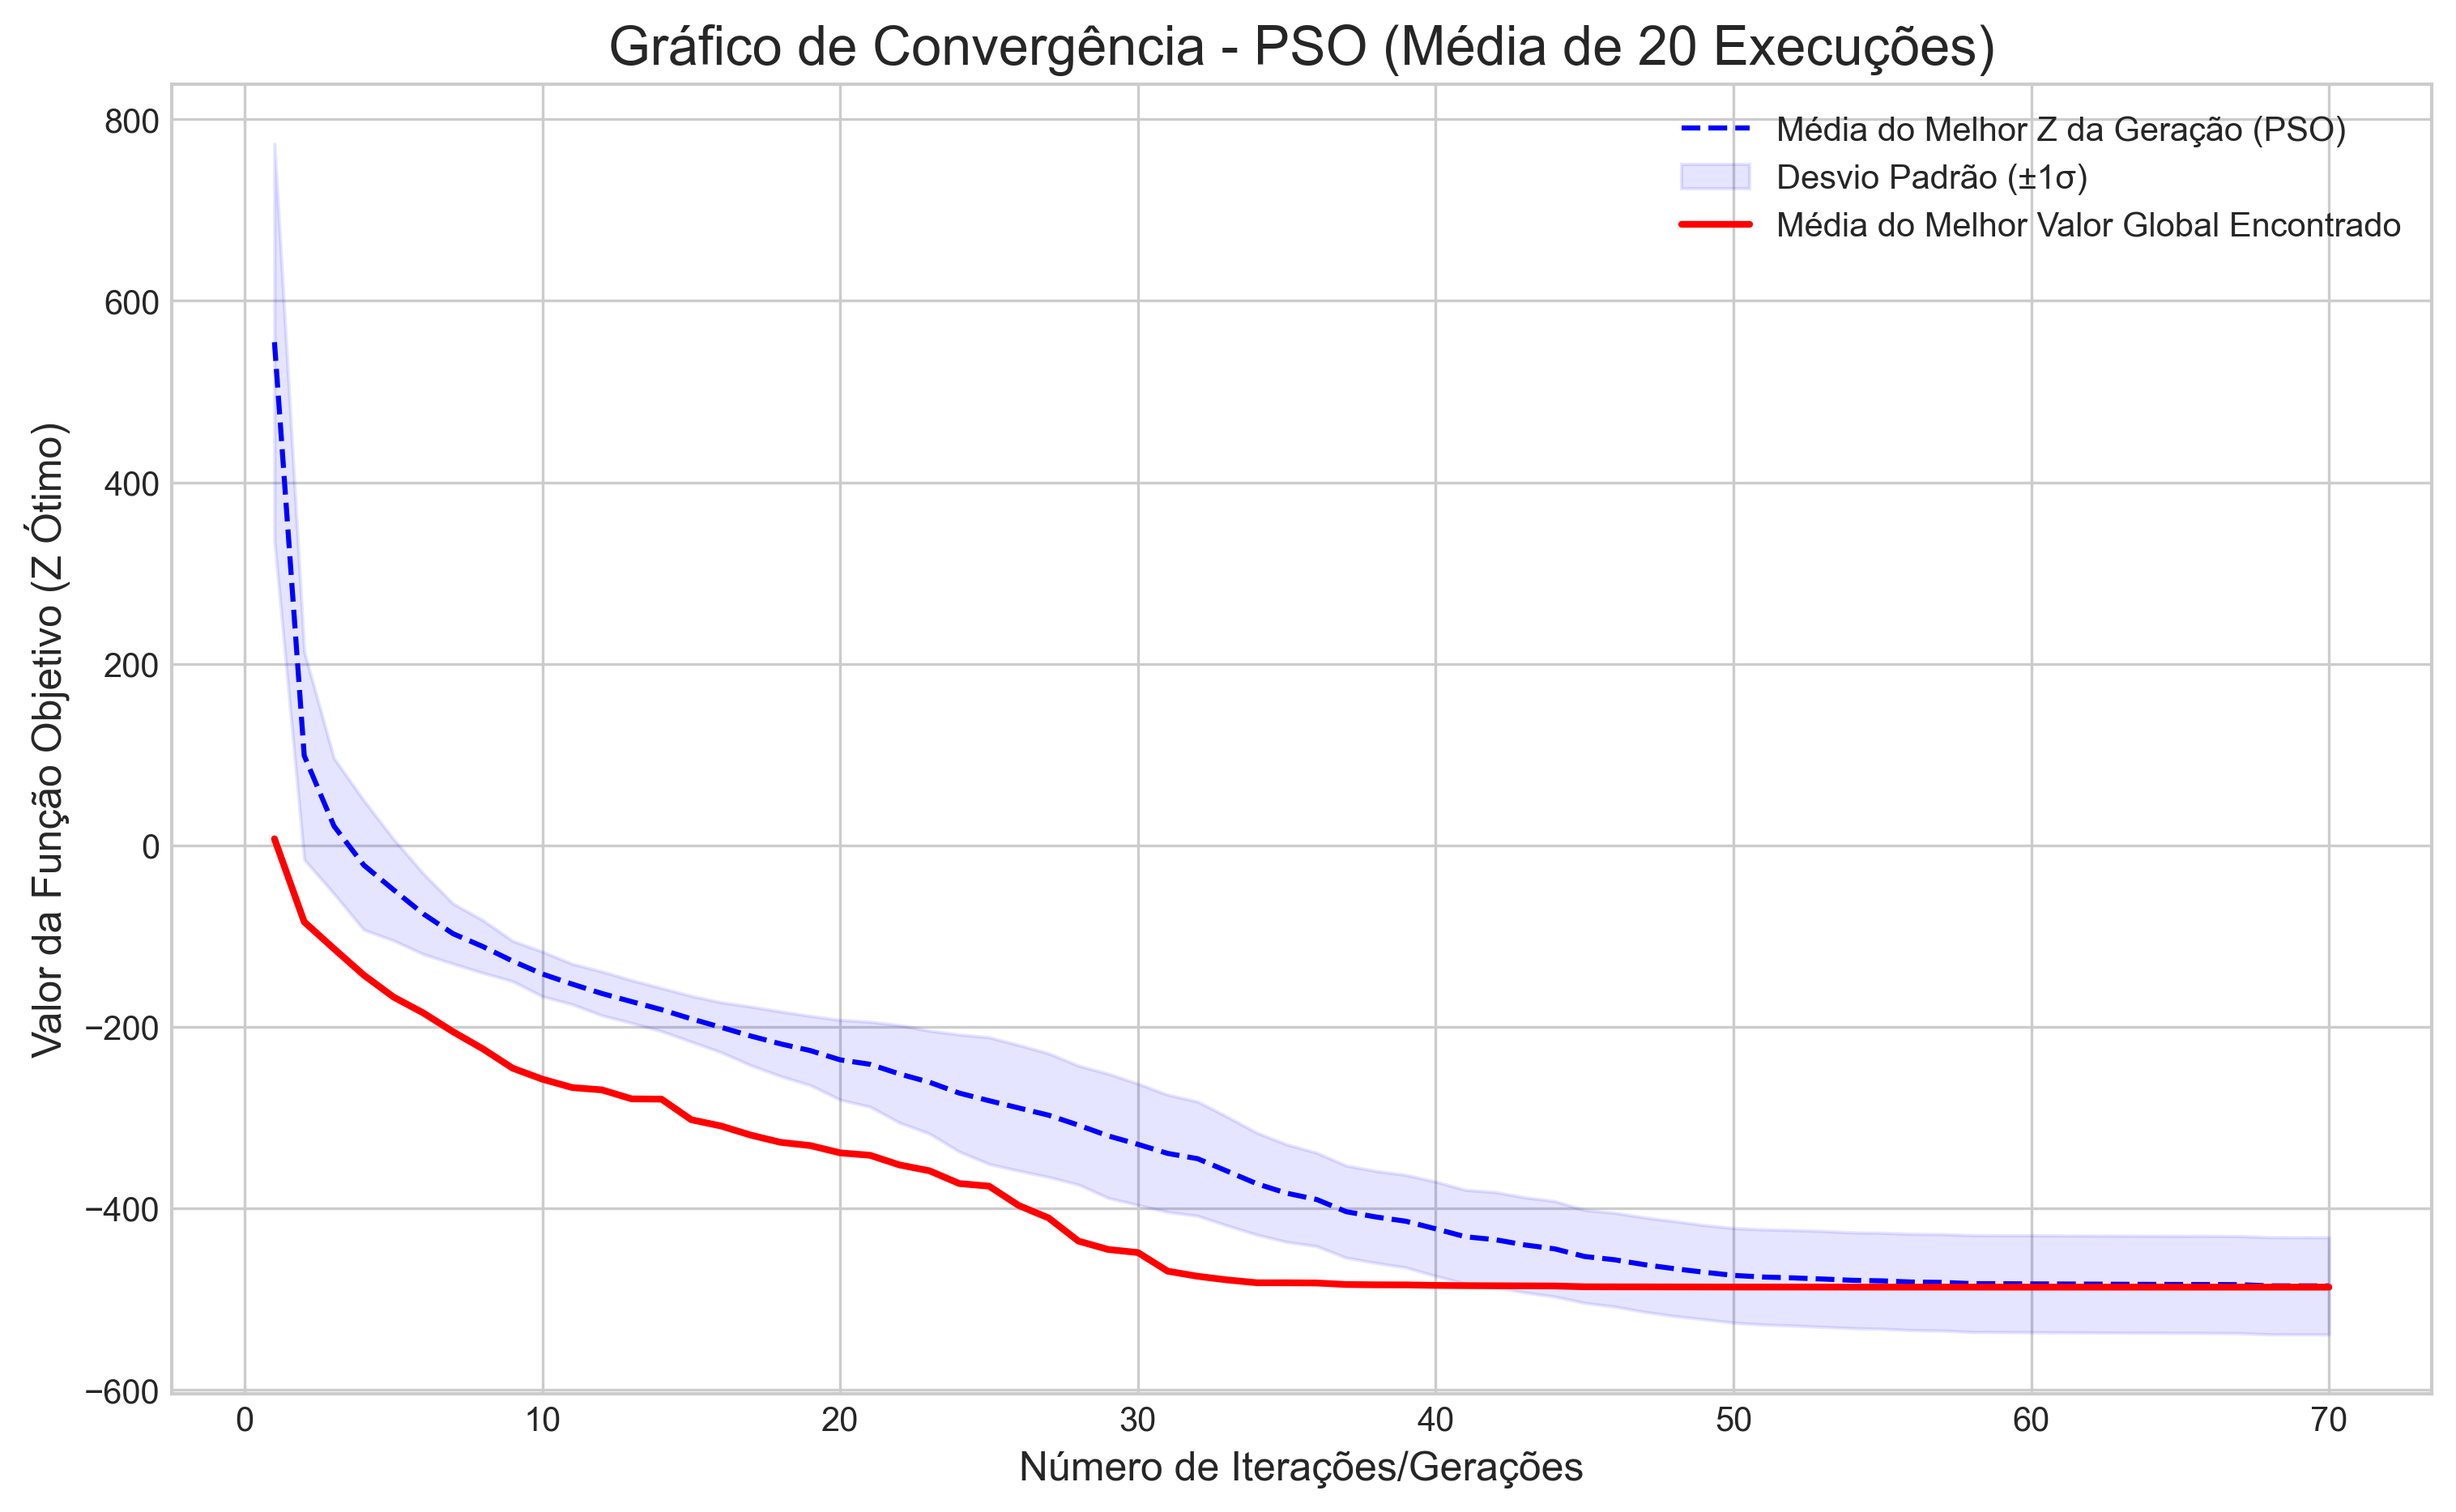 Gráfico de Convergência - PSO (Média de 20 Execuções)
Média do Melhor Z da Geração (PSO)
Desvio Padrão (±1σ)
Média do Melhor Valor Global Encontrado
Valor da Função Objetivo (Z Ótimo)
800
600
400
200
0
−200
−400
−600
0 10 20 30 40 50 60 70
Número de Iterações/Gerações